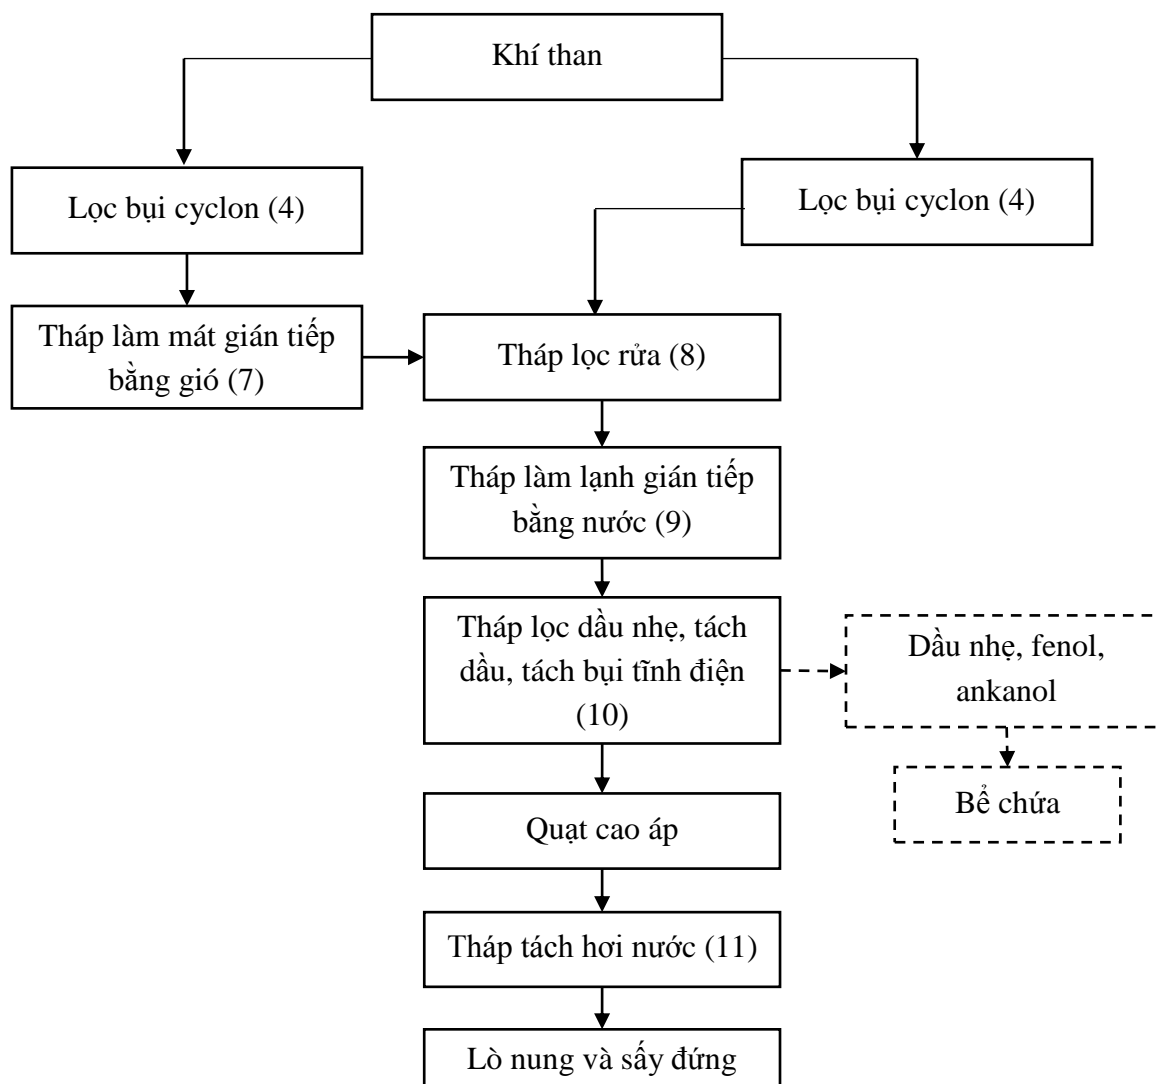 Khí than
Lọc bụi cyclon (4)
Lọc bụi cyclon (4)
Tháp làm mát gián tiếp
bằng gió (7)
Tháp lọc rửa (8)
Tháp làm lạnh gián tiếp
bằng nước (9)
Tháp lọc dầu nhẹ, tách
dầu, tách bụi tĩnh điện
(10)
Dầu nhẹ, fenol,
ankanol
Bể chứa
Quạt cao áp
Tháp tách hơi nước (11)
Lò nung và sấy đứng